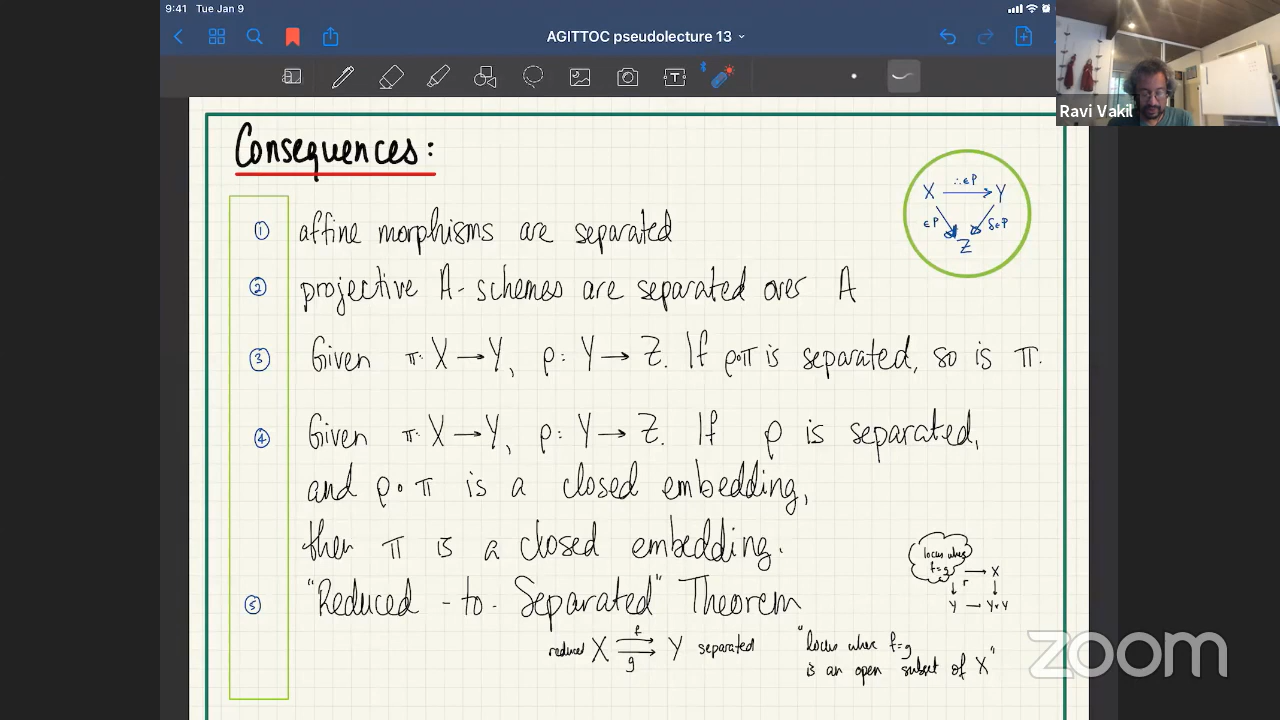 9:41 Tue Jan 9
AGITTOC pseudolecture 13
Ravi Vakil
Consequences:
X ∴∈P Y
∈P δ∈P
Z
① affine morphisms are separated
② projective A-schemes are separated over A
③ Given π: X → Y, ρ: Y → Z. If ρ∘π is separated, so is π.
④ Given π: X → Y, ρ: Y → Z. If ρ is separated,
and ρ∘π is a closed embedding,
then π is a closed embedding.
⑤ "Reduced-to-Separated" Theorem
locus where
f=g → X
Y → Y×Y
reduced X f g Y separated
"locus where f=g
is an open subset of X"
zoom